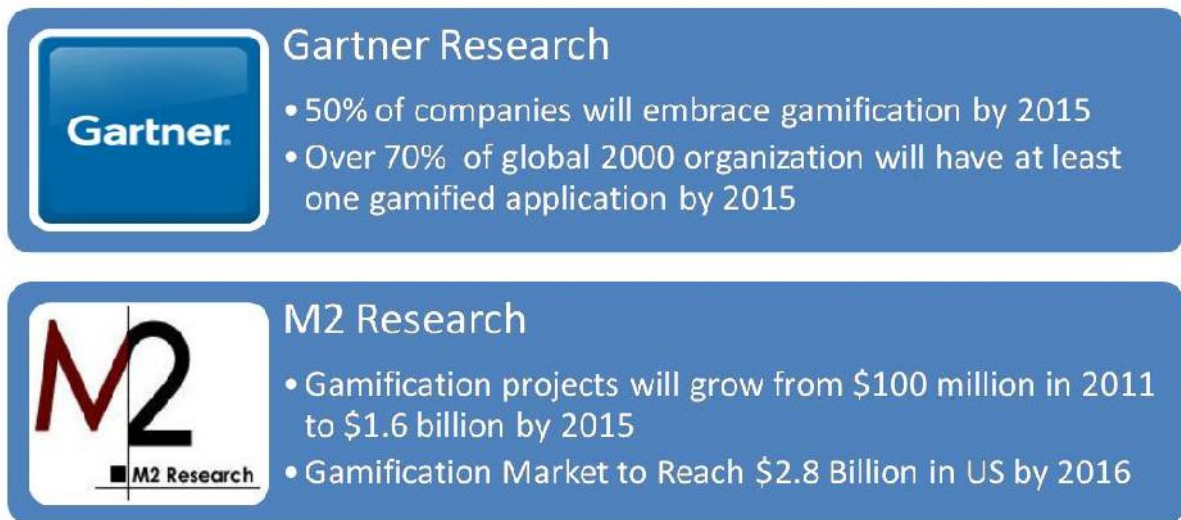 Gartner
Gartner Research
• 50% of companies will embrace gamification by 2015
• Over 70% of global 2000 organization will have at least
one gamified application by 2015
M2
M2 Research
M2 Research
• Gamification projects will grow from $100 million in 2011
to $1.6 billion by 2015
• Gamification Market to Reach $2.8 Billion in US by 2016